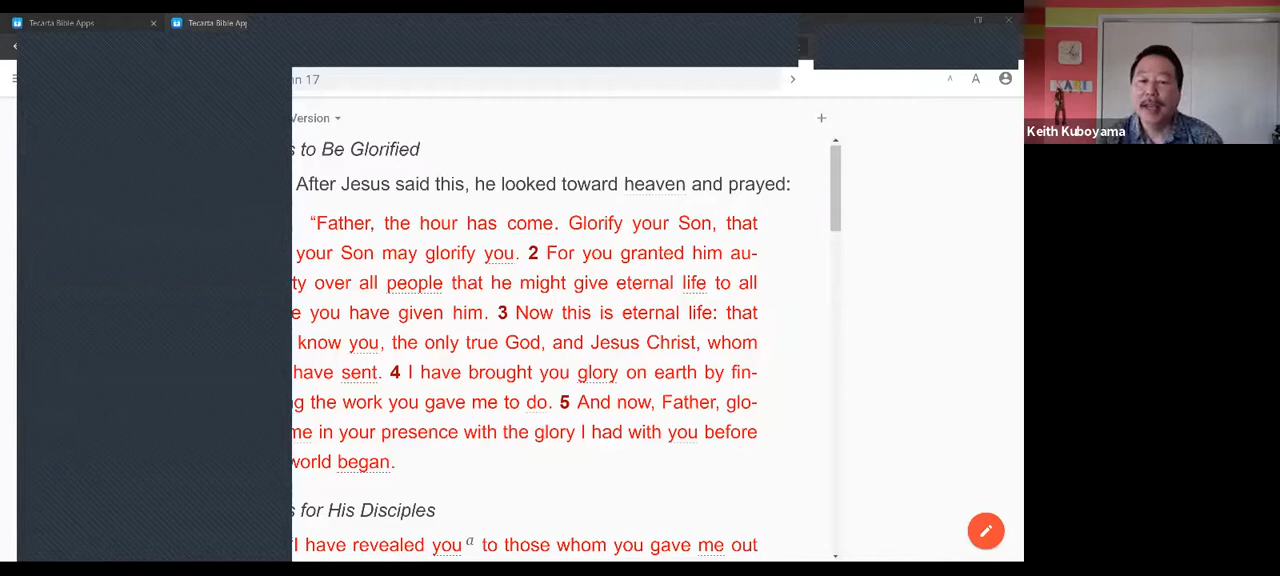 Tecarta Bible Apps
Tecarta Bible App
n 17
Version
A A
s to Be Glorified
After Jesus said this, he looked toward heaven and prayed:
“Father, the hour has come. Glorify your Son, that
your Son may glorify you. 2 For you granted him au-
ty over all people that he might give eternal life to all
e you have given him. 3 Now this is eternal life: that
know you, the only true God, and Jesus Christ, whom
have sent. 4 I have brought you glory on earth by fin-
g the work you gave me to do. 5 And now, Father, glo-
me in your presence with the glory I had with you before
world began.
s for His Disciples
“I have revealed you a to those whom you gave me out
KARI
Keith Kuboyama